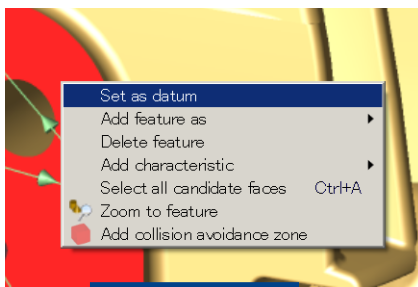 Set as datum
Add feature as
Delete feature
Add characteristic
Select all candidate faces Ctrl+A
Zoom to feature
Add collision avoidance zone